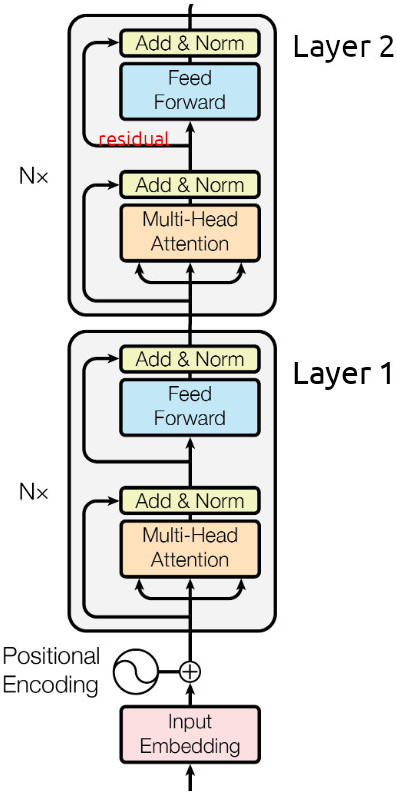 Add & Norm
Layer 2
Feed
Forward
residual
Nx
Add & Norm
Multi-Head
Attention
Add & Norm
Layer 1
Feed
Forward
Nx
Add & Norm
Multi-Head
Attention
Positional
Encoding
Input
Embedding